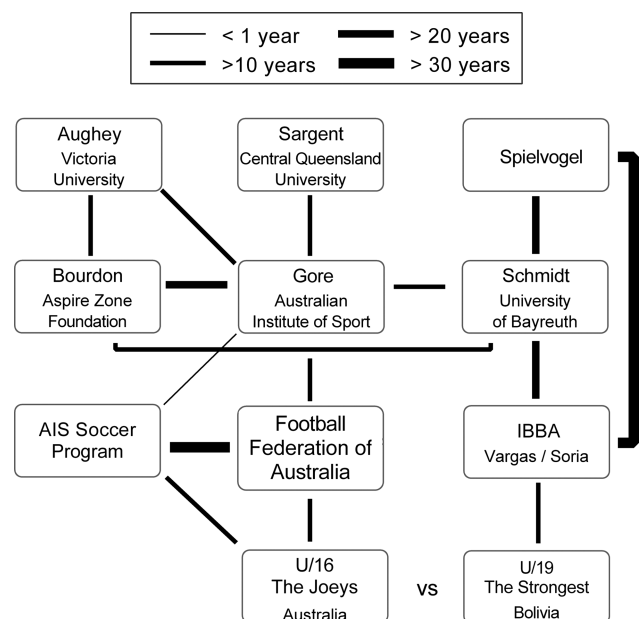 < 1 year
> 20 years
>10 years
> 30 years
Aughey
Victoria
University
Sargent
Central Queensland
University
Spielvogel
Bourdon
Aspire Zone
Foundation
Gore
Australian
Institute of Sport
Schmidt
University
of Bayreuth
AIS Soccer
Program
Football
Federation of
Australia
IBBA
Vargas / Soria
U/16
The Joeys
Australia
vs
U/19
The Strongest
Bolivia